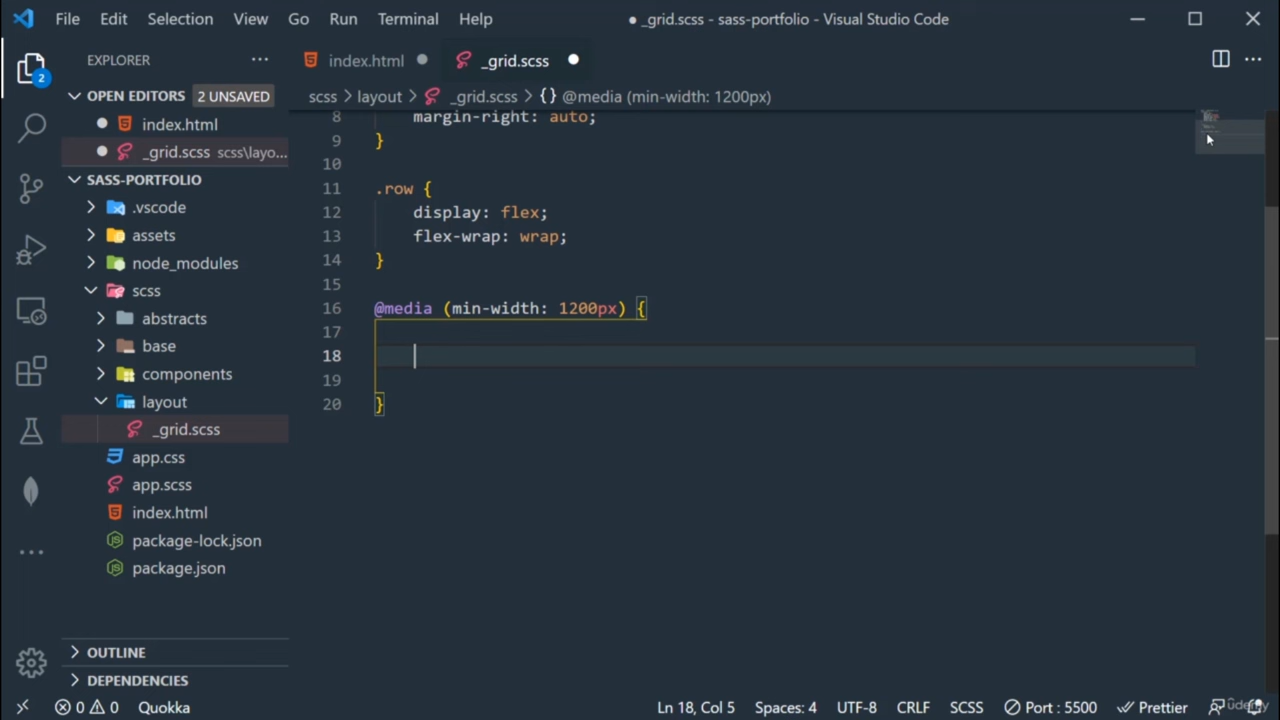 File Edit Selection View Go Run Terminal Help
● _grid.scss - sass-portfolio - Visual Studio Code
EXPLORER
index.html
_grid.scss
OPEN EDITORS 2 UNSAVED
scss > layout > _grid.scss > {} @media (min-width: 1200px)
index.html
_grid.scss scss\layo...
SASS-PORTFOLIO
.vscode
assets
node_modules
scss
abstracts
base
components
layout
_grid.scss
app.css
app.scss
index.html
package-lock.json
package.json
OUTLINE
DEPENDENCIES
2
8 margin-right: auto;
9 }
10
11 .row {
12 display: flex;
13 flex-wrap: wrap;
14 }
15
16 @media (min-width: 1200px) {
17
18
19
20 }
0 0 Quokka
Ln 18, Col 5 Spaces: 4 UTF-8 CRLF SCSS Port : 5500 Prettier
udemy